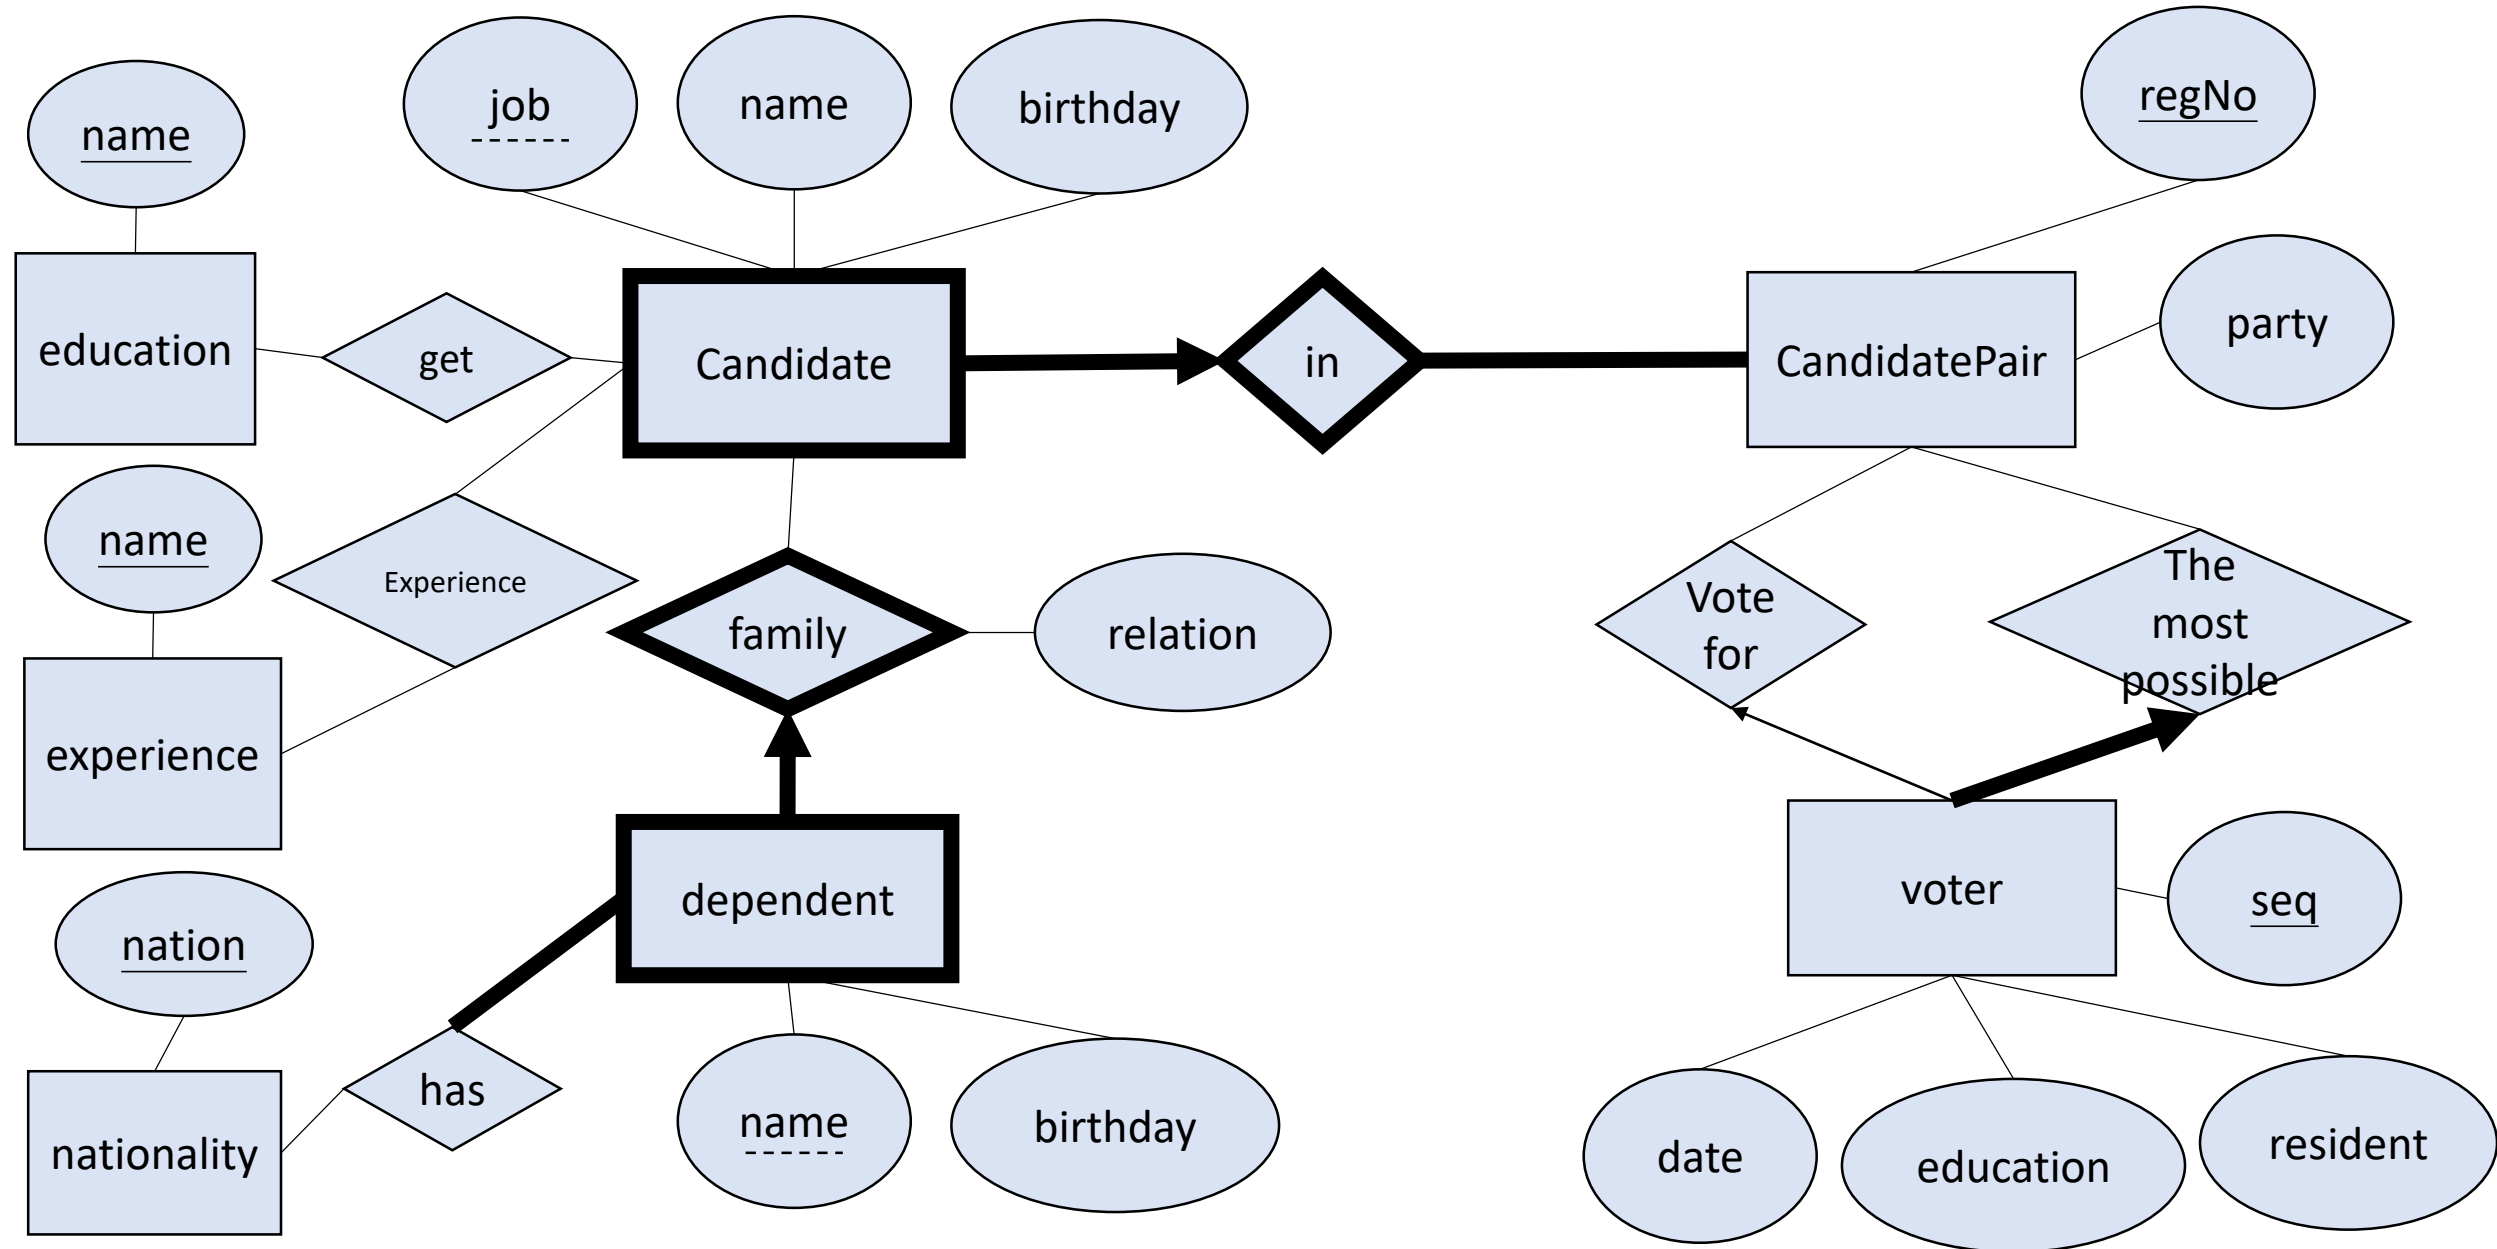 job
name
birthday
regNo
name
party
education
get
Candidate
in
CandidatePair
name
Experience
family
relation
Vote
for
The
most
possible
experience
dependent
voter
seq
nation
has
name
birthday
nationality
date
education
resident